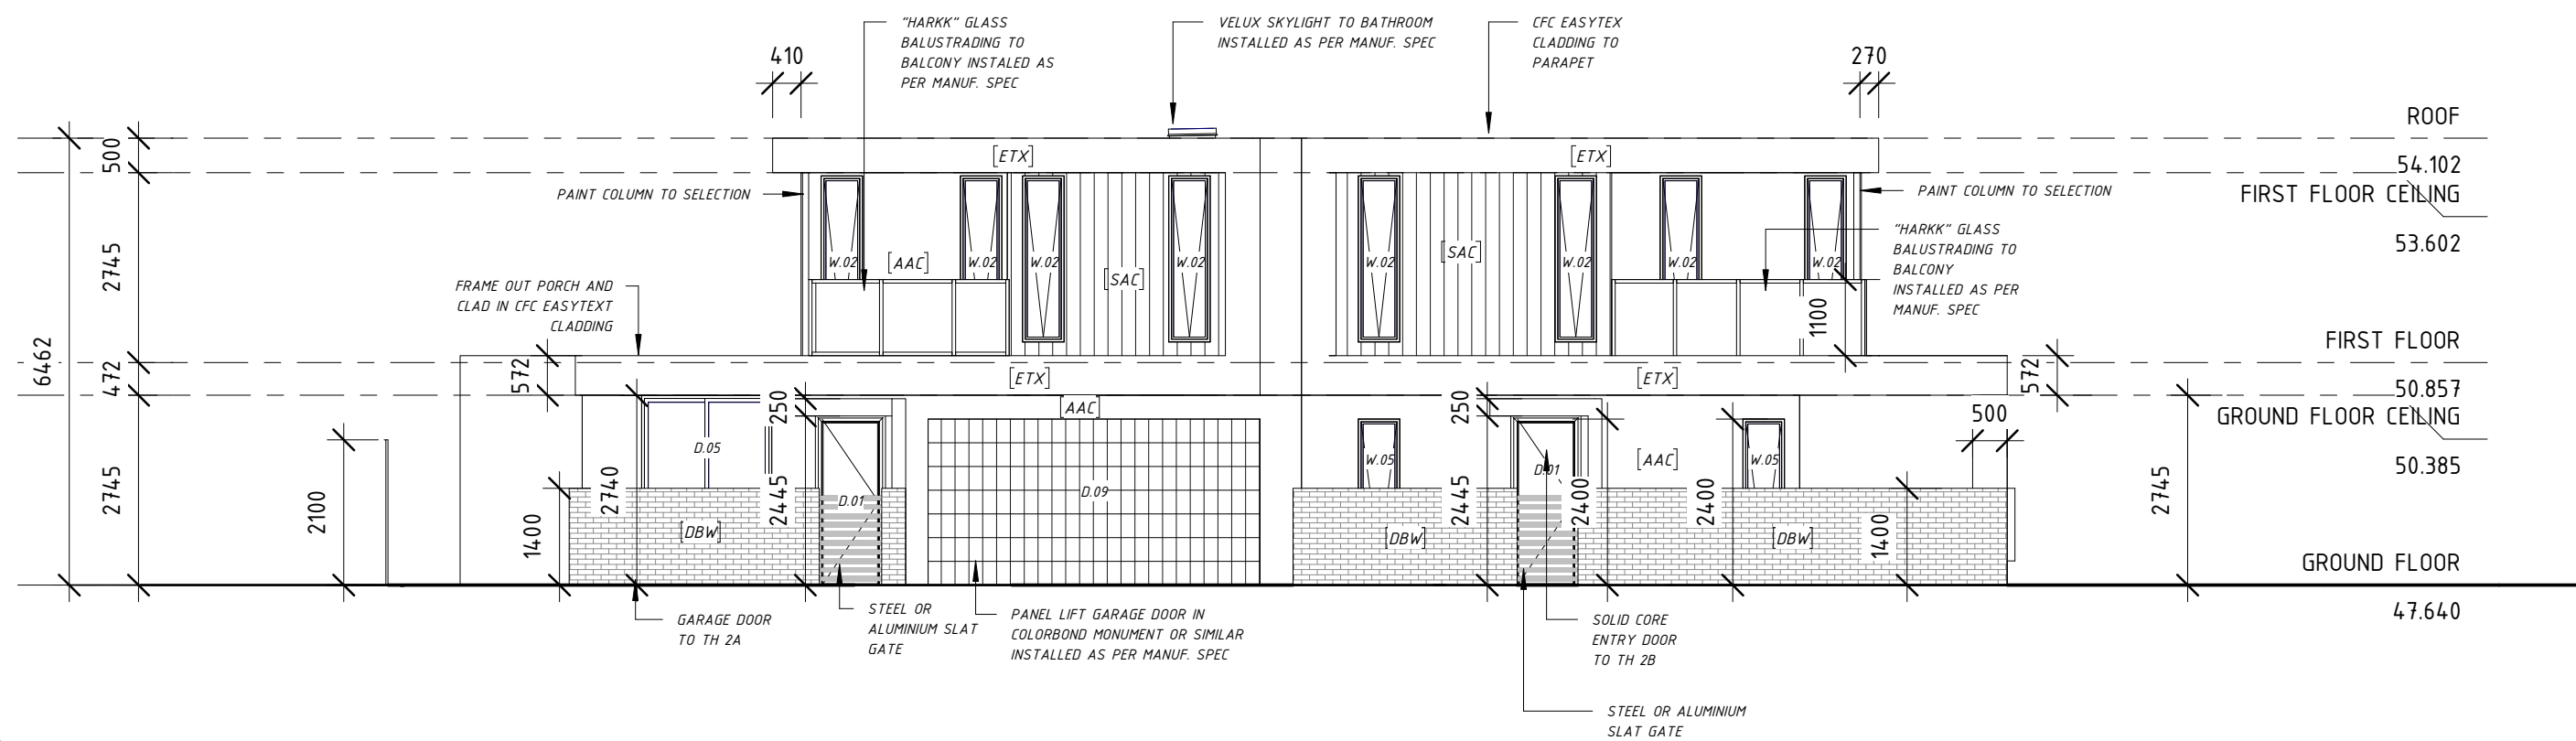 "HARKK" GLASS
BALUSTRADING TO
BALCONY INSTALED AS
PER MANUF. SPEC
VELUX SKYLIGHT TO BATHROOM
INSTALLED AS PER MANUF. SPEC
CFC EASYTEX
CLADDING TO
PARAPET
410
270
ROOF
54.102
FIRST FLOOR CEILING
53.602
500
[ETX]
[ETX]
PAINT COLUMN TO SELECTION
PAINT COLUMN TO SELECTION
"HARKK" GLASS
BALUSTRADING TO
BALCONY
INSTALLED AS PER
MANUF. SPEC
2745
W.02
[AAC]
W.02
W.02
[SAC]
W.02
W.02
[SAC]
W.02
W.02
W.02
FRAME OUT PORCH AND
CLAD IN CFC EASYTEXT
CLADDING
1100
FIRST FLOOR
50.857
GROUND FLOOR CEILING
50.385
6462
472
572
[ETX]
[ETX]
572
250
[AAC]
250
500
D.05
W.05
D.01
[AAC]
W.05
2745
2100
1400
2740
2445
D.01
D.09
2445
2400
2400
1400
2745
[DBW]
[DBW]
[DBW]
GROUND FLOOR
47.640
GARAGE DOOR
TO TH 2A
STEEL OR
ALUMINIUM SLAT
GATE
PANEL LIFT GARAGE DOOR IN
COLORBOND MONUMENT OR SIMILAR
INSTALLED AS PER MANUF. SPEC
SOLID CORE
ENTRY DOOR
TO TH 2B
STEEL OR ALUMINIUM
SLAT GATE